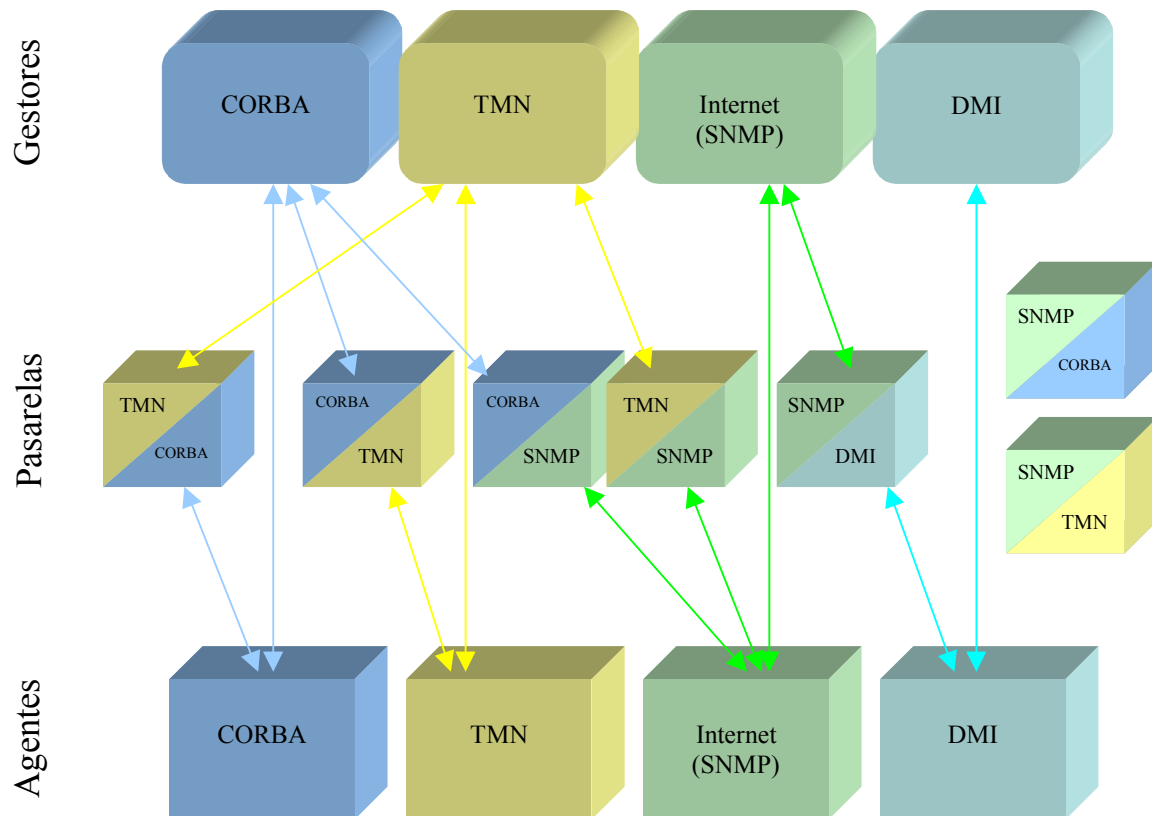 Gestores
CORBA
TMN
Internet
(SNMP)
DMI
Pasarelas
TMN
CORBA
CORBA
TMN
CORBA
SNMP
TMN
SNMP
SNMP
DMI
SNMP
CORBA
SNMP
TMN
Agentes
CORBA
TMN
Internet
(SNMP)
DMI